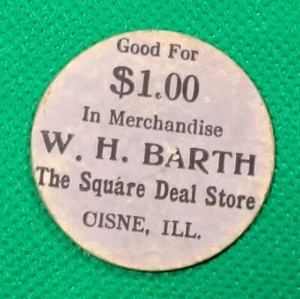 Good For
$1.00
In Merchandise
W. H. BARTH
The Square Deal Store
CISNE, ILL.